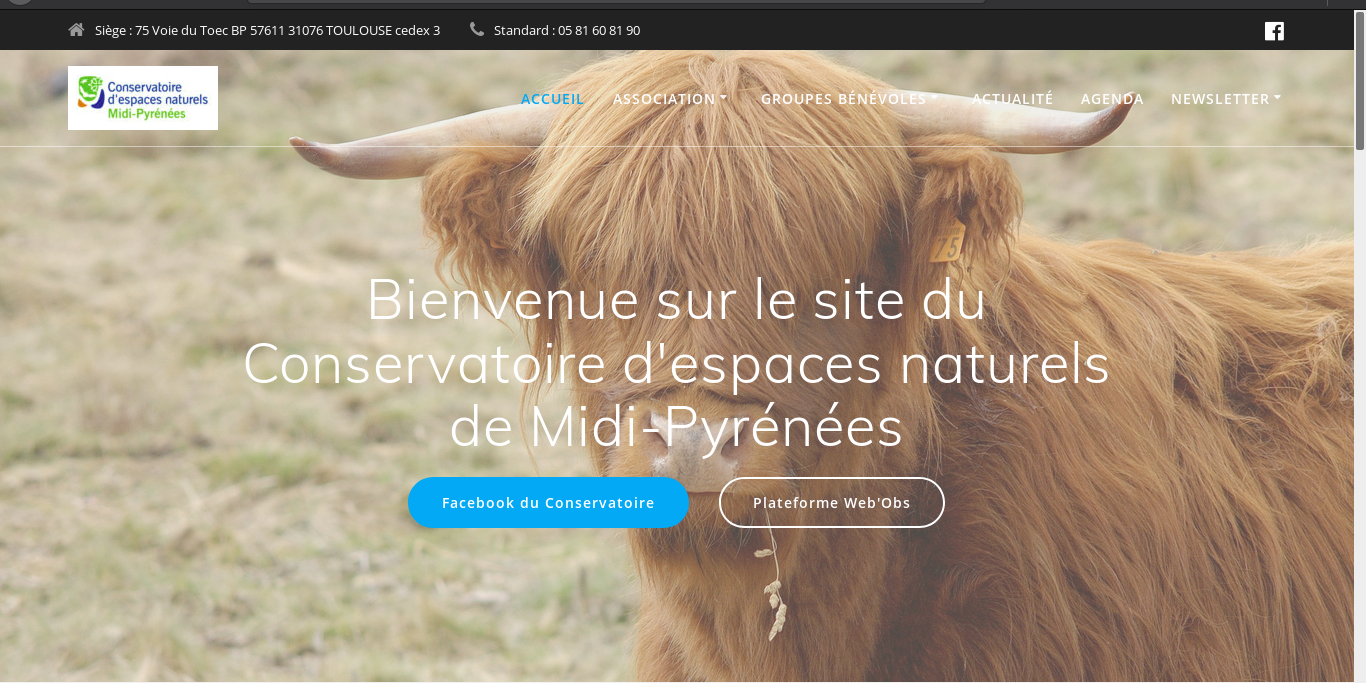 Siège : 75 Voie du Toec BP 57611 31076 TOULOUSE cedex 3
Standard : 05 81 60 81 90
Conservatoire
d'espaces naturels
Midi-Pyrénées
ACCUEIL
ASSOCIATION
GROUPES BÉNÉVOLES
ACTUALITÉ
AGENDA
NEWSLETTER
75
Bienvenue sur le site du
Conservatoire d'espaces naturels
de Midi-Pyrénées
Facebook du Conservatoire
Plateforme Web'Obs